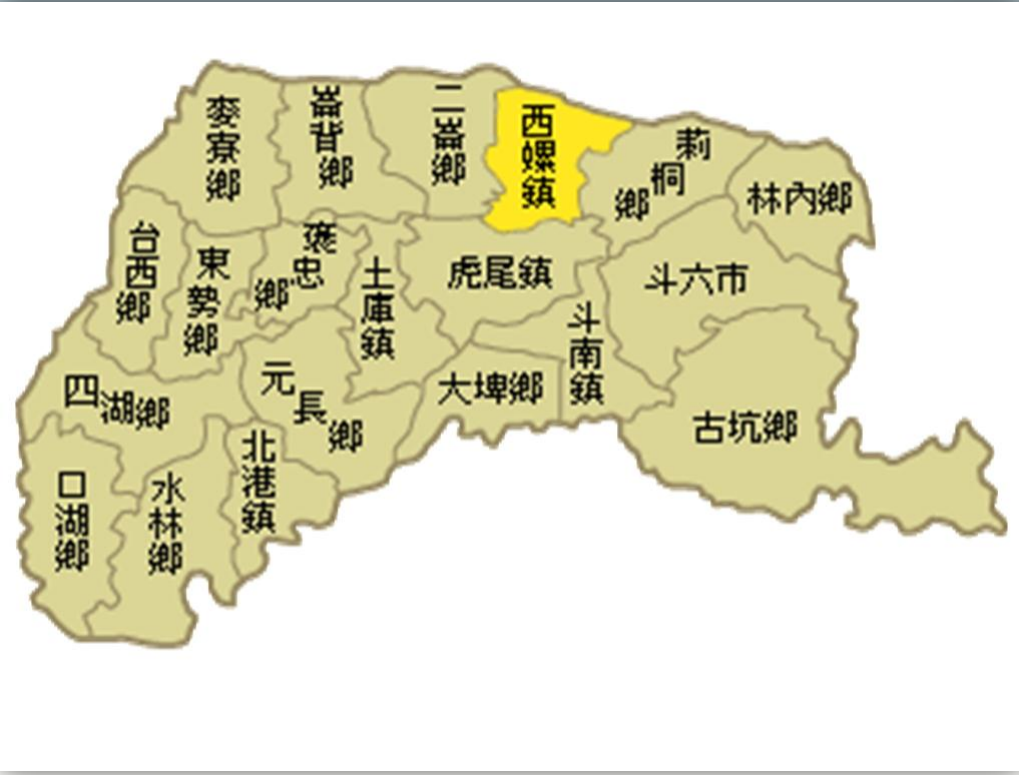 麥寮鄉
崙背鄉
二崙鄉
西螺鎮
莿桐鄉
林內鄉
台西鄉
東勢鄉
褒忠鄉
土庫鎮
虎尾鎮
斗南鎮
斗六市
四湖鄉
元長鄉
大埤鄉
古坑鄉
口湖鄉
水林鄉
北港鎮